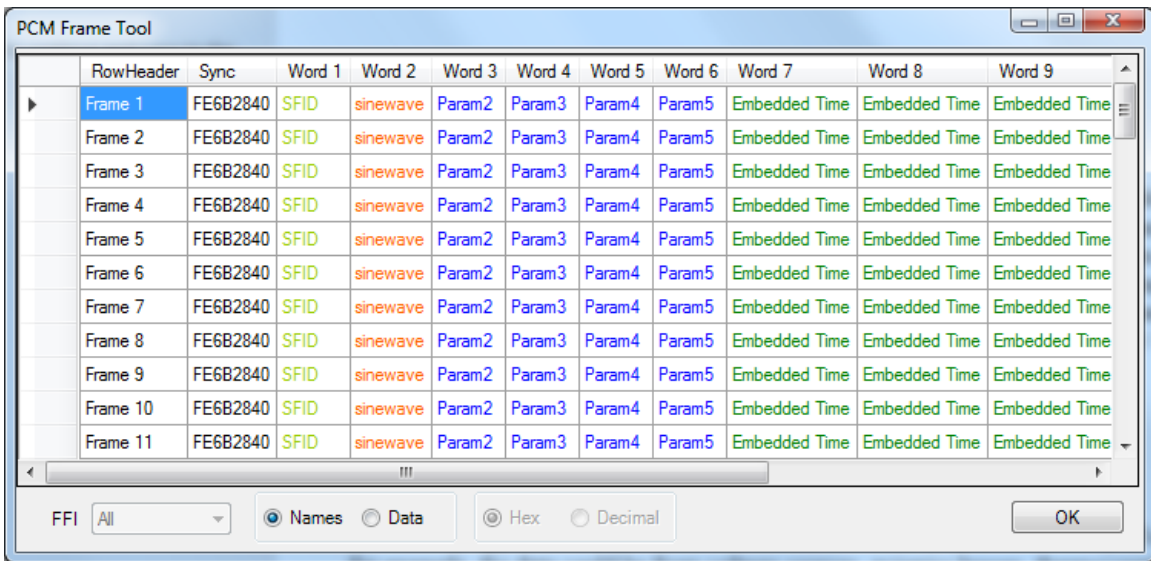 PCM Frame Tool
RowHeader Sync Word 1 Word 2 Word 3 Word 4 Word 5 Word 6 Word 7 Word 8 Word 9
Frame 1 FE6B2840 SFID sinewave Param2 Param3 Param4 Param5 Embedded Time Embedded Time Embedded Time
Frame 2 FE6B2840 SFID sinewave Param2 Param3 Param4 Param5 Embedded Time Embedded Time Embedded Time
Frame 3 FE6B2840 SFID sinewave Param2 Param3 Param4 Param5 Embedded Time Embedded Time Embedded Time
Frame 4 FE6B2840 SFID sinewave Param2 Param3 Param4 Param5 Embedded Time Embedded Time Embedded Time
Frame 5 FE6B2840 SFID sinewave Param2 Param3 Param4 Param5 Embedded Time Embedded Time Embedded Time
Frame 6 FE6B2840 SFID sinewave Param2 Param3 Param4 Param5 Embedded Time Embedded Time Embedded Time
Frame 7 FE6B2840 SFID sinewave Param2 Param3 Param4 Param5 Embedded Time Embedded Time Embedded Time
Frame 8 FE6B2840 SFID sinewave Param2 Param3 Param4 Param5 Embedded Time Embedded Time Embedded Time
Frame 9 FE6B2840 SFID sinewave Param2 Param3 Param4 Param5 Embedded Time Embedded Time Embedded Time
Frame 10 FE6B2840 SFID sinewave Param2 Param3 Param4 Param5 Embedded Time Embedded Time Embedded Time
Frame 11 FE6B2840 SFID sinewave Param2 Param3 Param4 Param5 Embedded Time Embedded Time Embedded Time
FFI All Names Data Hex Decimal OK